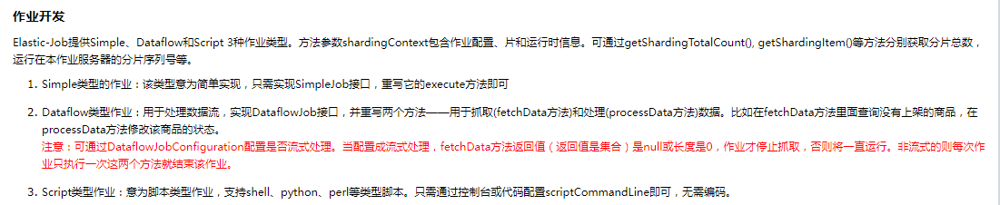 作业开发
Elastic-Job提供Simple、Dataflow和Script 3种作业类型。方法参数shardingContext包含作业配置、片和运行时信息。可通过getShardingTotalCount(), getShardingItem()等方法分别获取分片总数，
运行在本作业服务器的分片序列号等。
1. Simple类型的作业：该类型意为简单实现，只需实现SimpleJob接口，重写它的execute方法即可
2. Dataflow类型作业：用于处理数据流，实现DataflowJob接口，并重写两个方法——用于抓取(fetchData方法)和处理(processData方法)数据。比如在fetchData方法里面查询没有上架的商品，在
processData方法修改该商品的状态。
注意：可通过DataflowJobConfiguration配置是否流式处理。当配置成流式处理，fetchData方法返回值（返回值是集合）是null或长度是0，作业才停止抓取，否则将一直运行。非流式的则每次作
业只执行一次这两个方法就结束该作业。
3. Script类型作业：意为脚本类型作业，支持shell、python、perl等类型脚本。只需通过控制台或代码配置scriptCommandLine即可，无需编码。